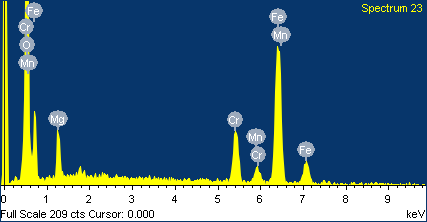 Spectrum 23
Fe
Cr
O
Mn
Mg
Cr
Mn
Cr
Fe
Mn
Fe
0 1 2 3 4 5 6 7 8 9
Full Scale 209 cts Cursor: 0.000 keV